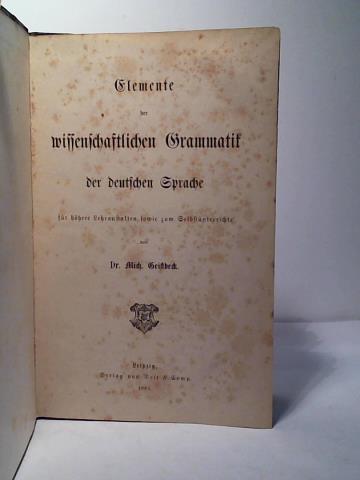 Elemente
der
wissenschaftlichen Grammatik
der deutschen Sprache
für höhere Lehranstalten, sowie zum Selbstunterrichte
von
Dr. Mich. Geistbeck.
Leipzig,
Verlag von Veit & Comp.